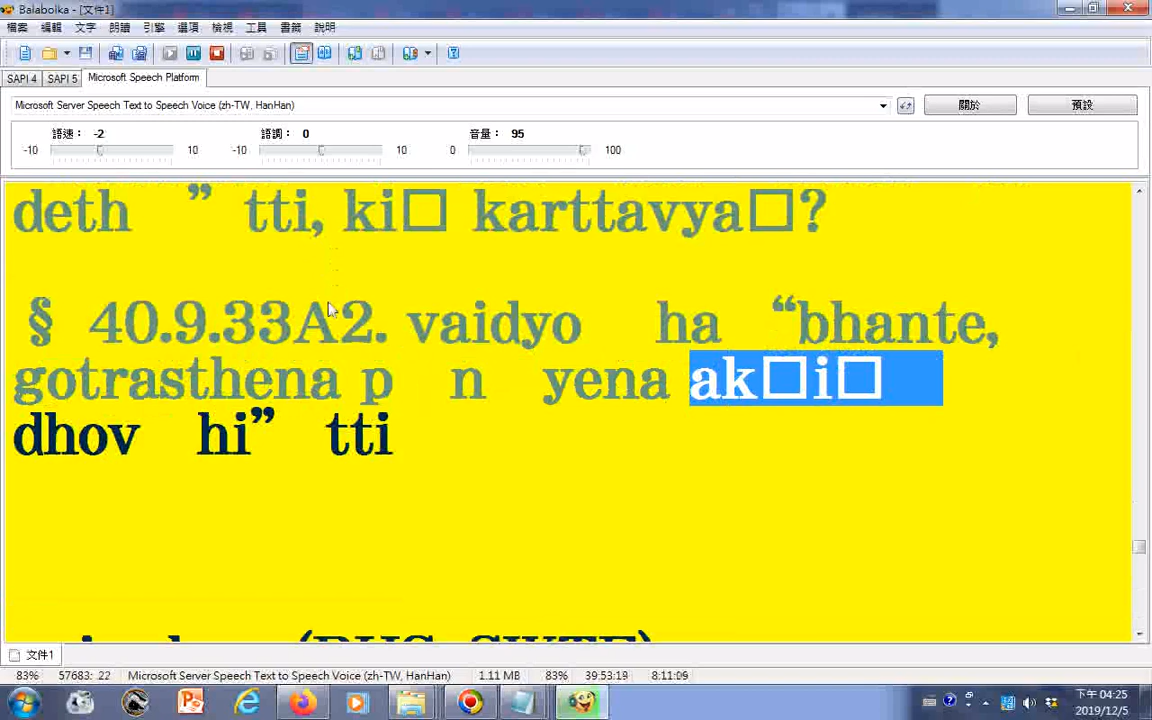 Balabolka - [文件1]
檔案 編輯 文字 朗讀 引擎 選項 檢視 工具 書籤 說明
SAPI 4 SAPI 5 Microsoft Speech Platform
Microsoft Server Speech Text to Speech Voice (zh-TW, HanHan) 關於 預設
語速： -2 語調： 0 音量： 95
-10 10 -10 10 0 100
deth ” tti, ki□ karttavya□?
§ 40.9.33A2. vaidyo ha “bhante,
gotrasthena p n yena ak□i□
dhov hi” tti
文件1
83% 57683: 22 Microsoft Server Speech Text to Speech Voice (zh-TW, HanHan) 1.11 MB 83% 39:53:19 8:11:09
下午 04:25
2019/12/5